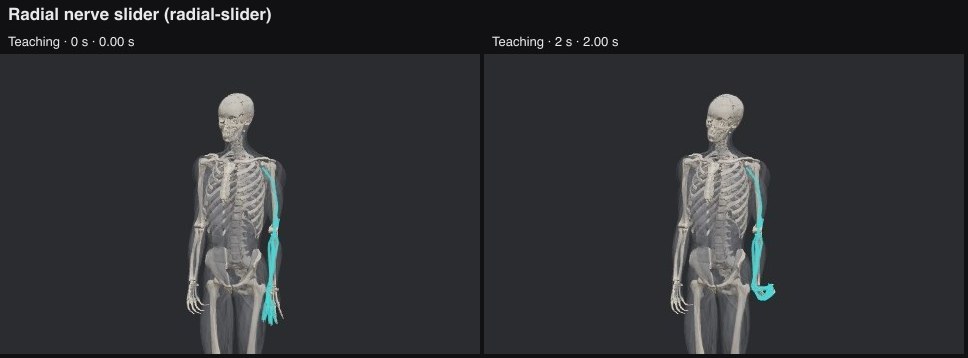 Radial nerve slider (radial-slider)
Teaching · 0 s · 0.00 s
Teaching · 2 s · 2.00 s